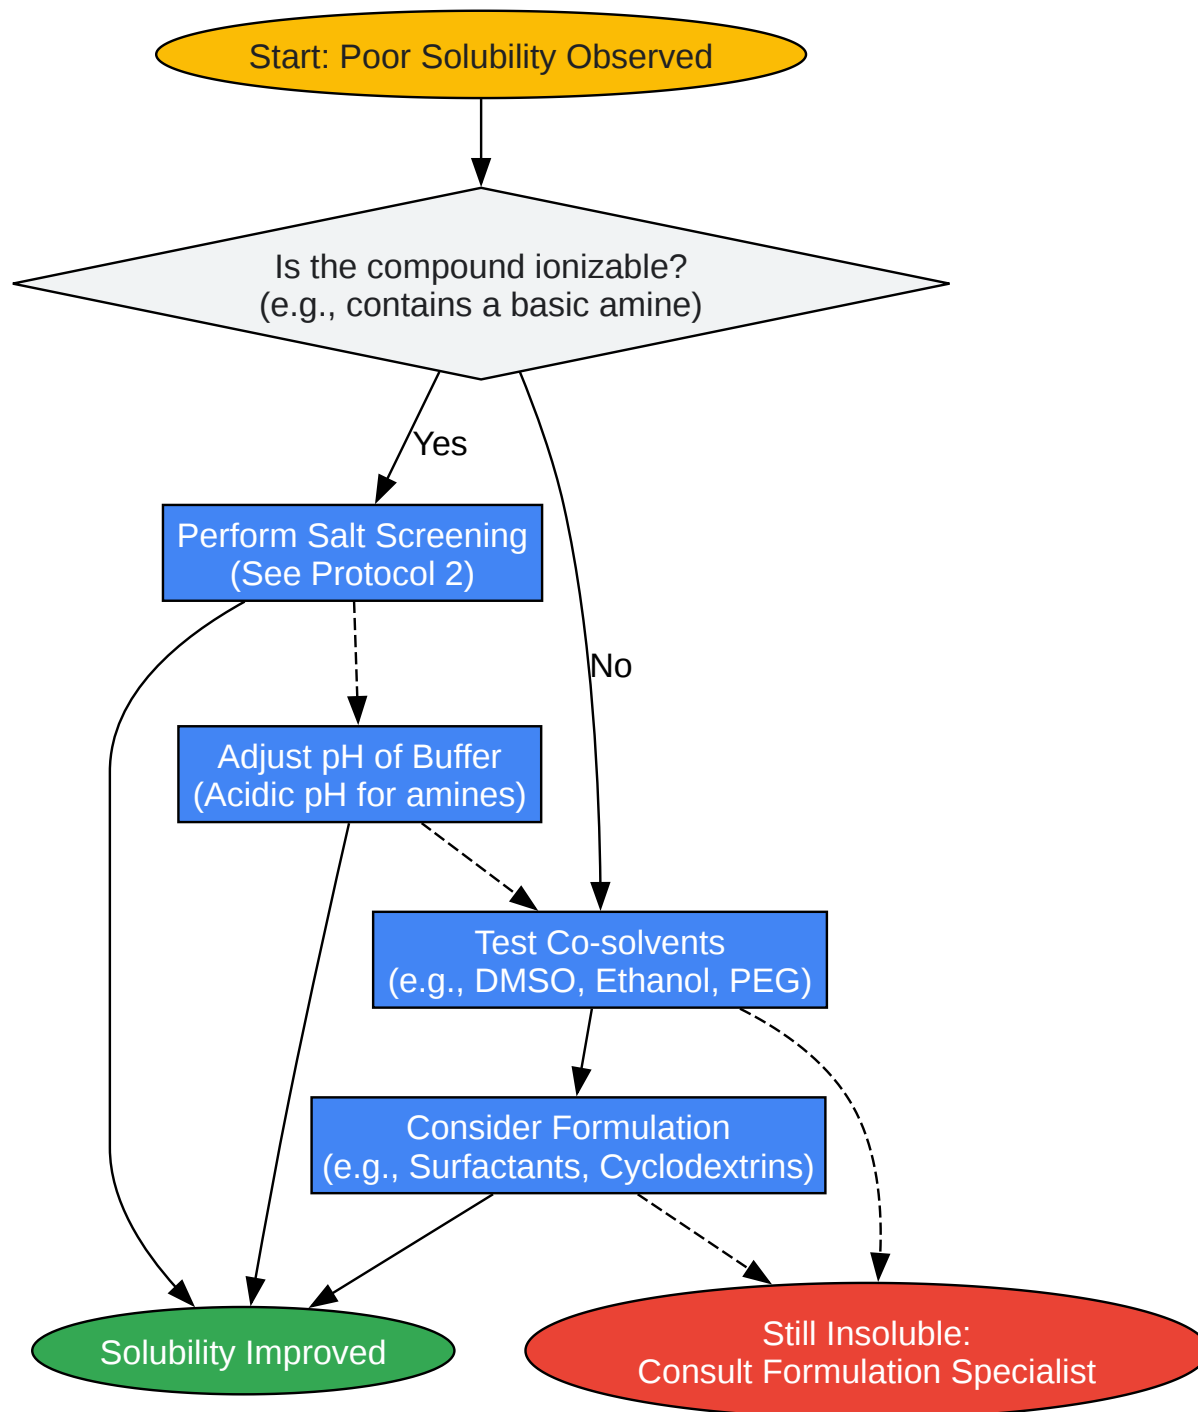 Start: Poor Solubility Observed
Is the compound ionizable?
(e.g., contains a basic amine)
Yes
Perform Salt Screening
(See Protocol 2)
No
Adjust pH of Buffer
(Acidic pH for amines)
Test Co-solvents
(e.g., DMSO, Ethanol, PEG)
Consider Formulation
(e.g., Surfactants, Cyclodextrins)
Solubility Improved
Still Insoluble:
Consult Formulation Specialist